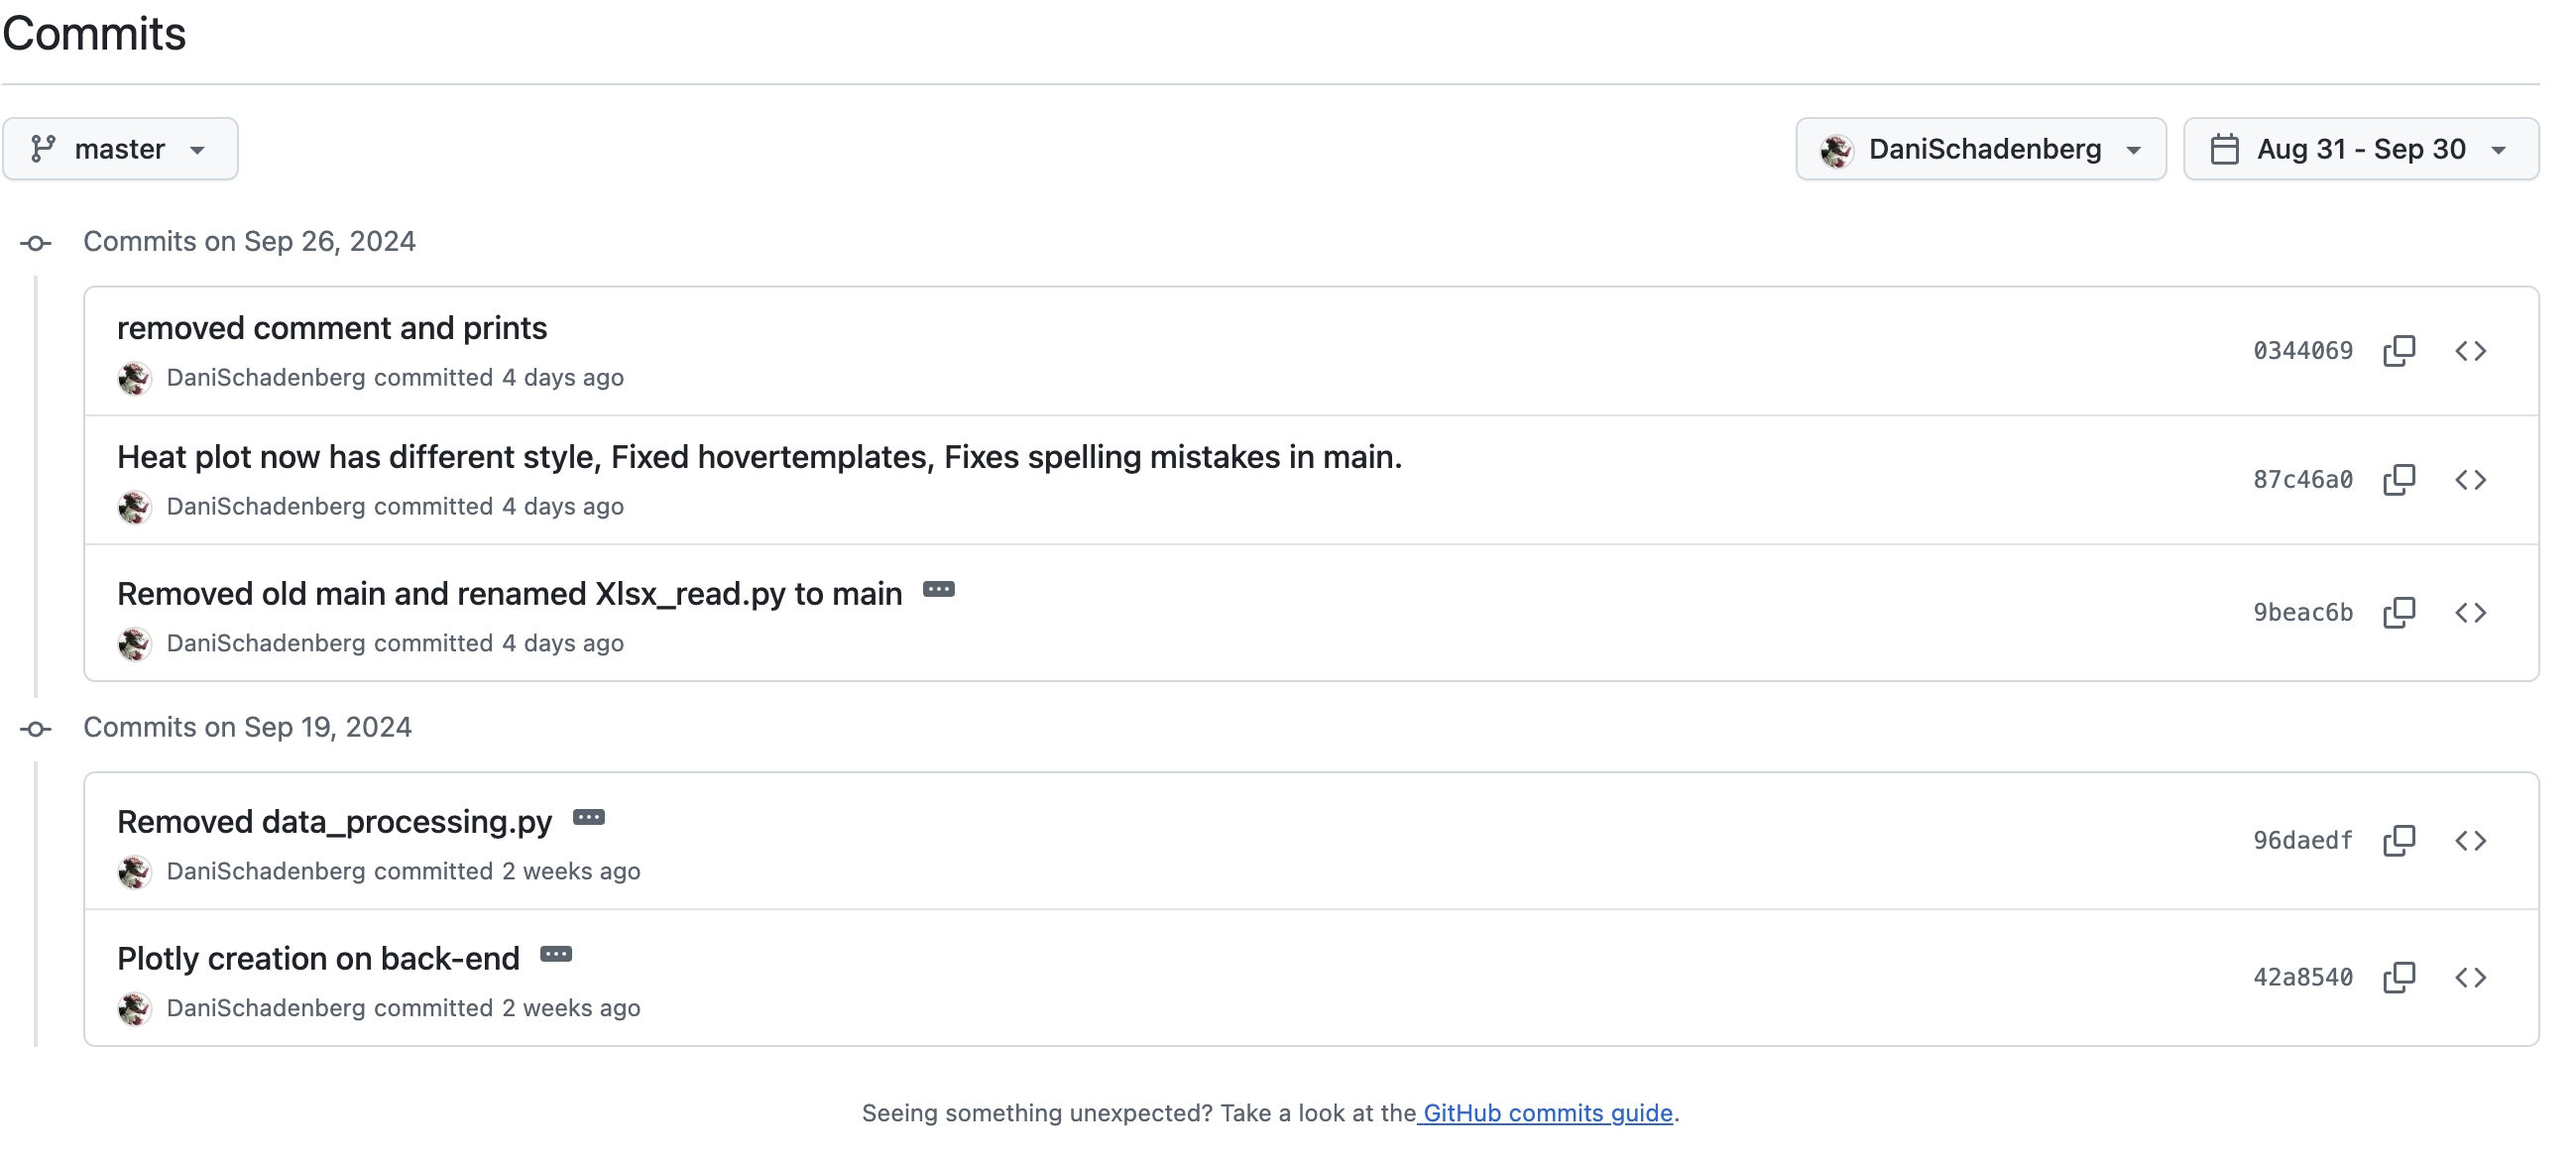 Commits
master
DaniSchadenberg
Aug 31 - Sep 30
Commits on Sep 26, 2024
removed comment and prints
DaniSchadenberg committed 4 days ago
0344069
Heat plot now has different style, Fixed hovertemplates, Fixes spelling mistakes in main.
DaniSchadenberg committed 4 days ago
87c46a0
Removed old main and renamed Xlsx_read.py to main
DaniSchadenberg committed 4 days ago
9beac6b
Commits on Sep 19, 2024
Removed data_processing.py
DaniSchadenberg committed 2 weeks ago
96daedf
Plotly creation on back-end
DaniSchadenberg committed 2 weeks ago
42a8540
Seeing something unexpected? Take a look at the GitHub commits guide.